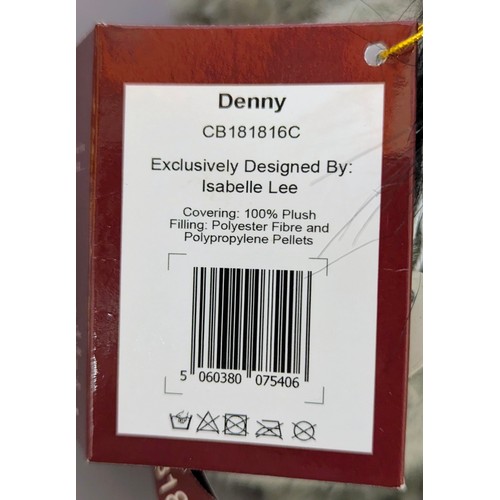 Denny
CB181816C
Exclusively Designed By:
Isabelle Lee
Covering: 100% Plush
Filling: Polyester Fibre and
Polypropylene Pellets
5 060380 075406